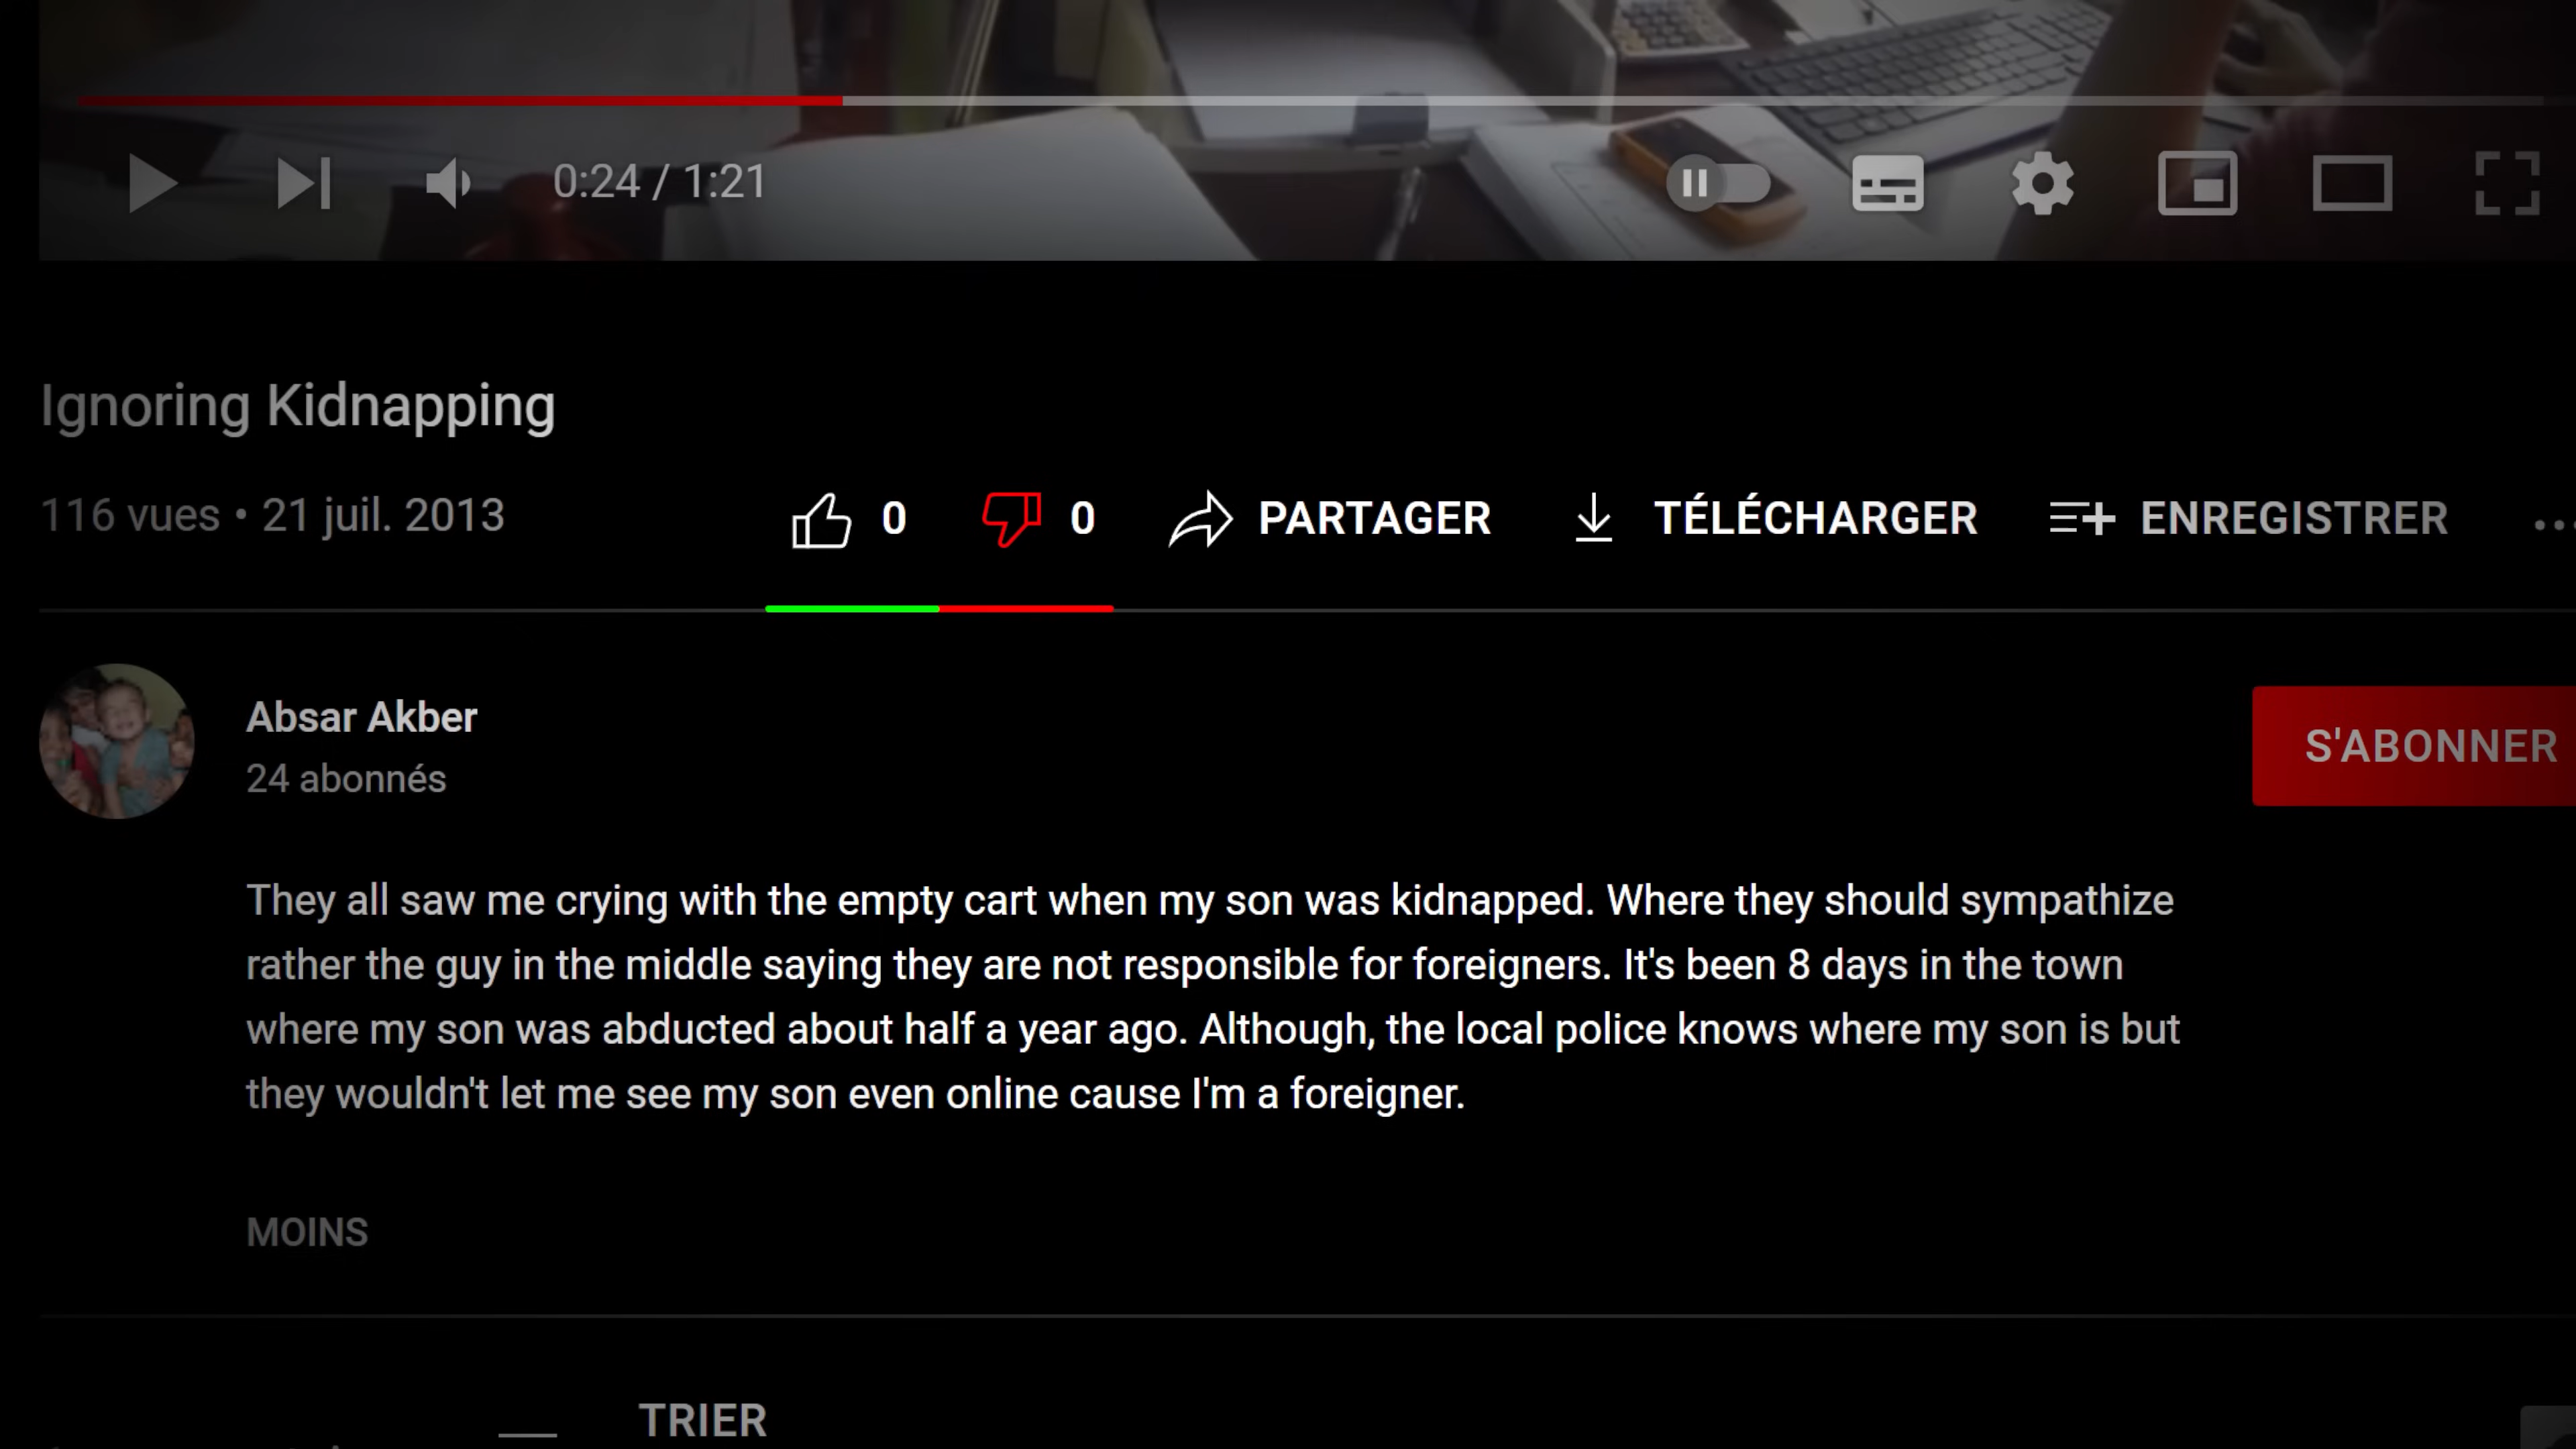 0:24 / 1:21
Ignoring Kidnapping
116 vues • 21 juil. 2013
0 0 PARTAGER TÉLÉCHARGER ENREGISTRER ...
Absar Akber
24 abonnés
S'ABONNER
They all saw me crying with the empty cart when my son was kidnapped. Where they should sympathize
rather the guy in the middle saying they are not responsible for foreigners. It's been 8 days in the town
where my son was abducted about half a year ago. Although, the local police knows where my son is but
they wouldn't let me see my son even online cause I'm a foreigner.
MOINS
TRIER